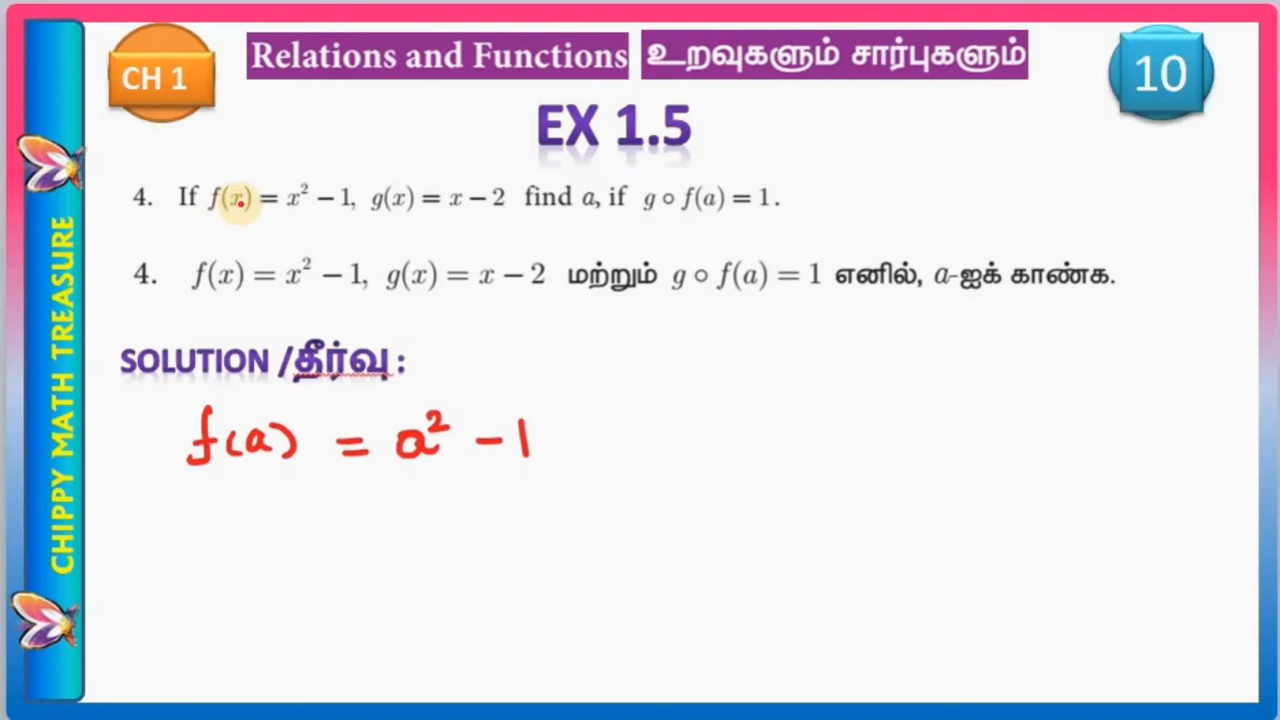 CH 1
Relations and Functions உறவுகளும் சார்புகளும்
10
EX 1.5
4. If f(x) = x² − 1, g(x) = x − 2 find a, if g ∘ f(a) = 1.
4. f(x) = x² − 1, g(x) = x − 2 மற்றும் g ∘ f(a) = 1 எனில், a-ஐக் காண்க.
SOLUTION /தீர்வு :
f(a) = a² − 1
CHIPPY MATH TREASURE